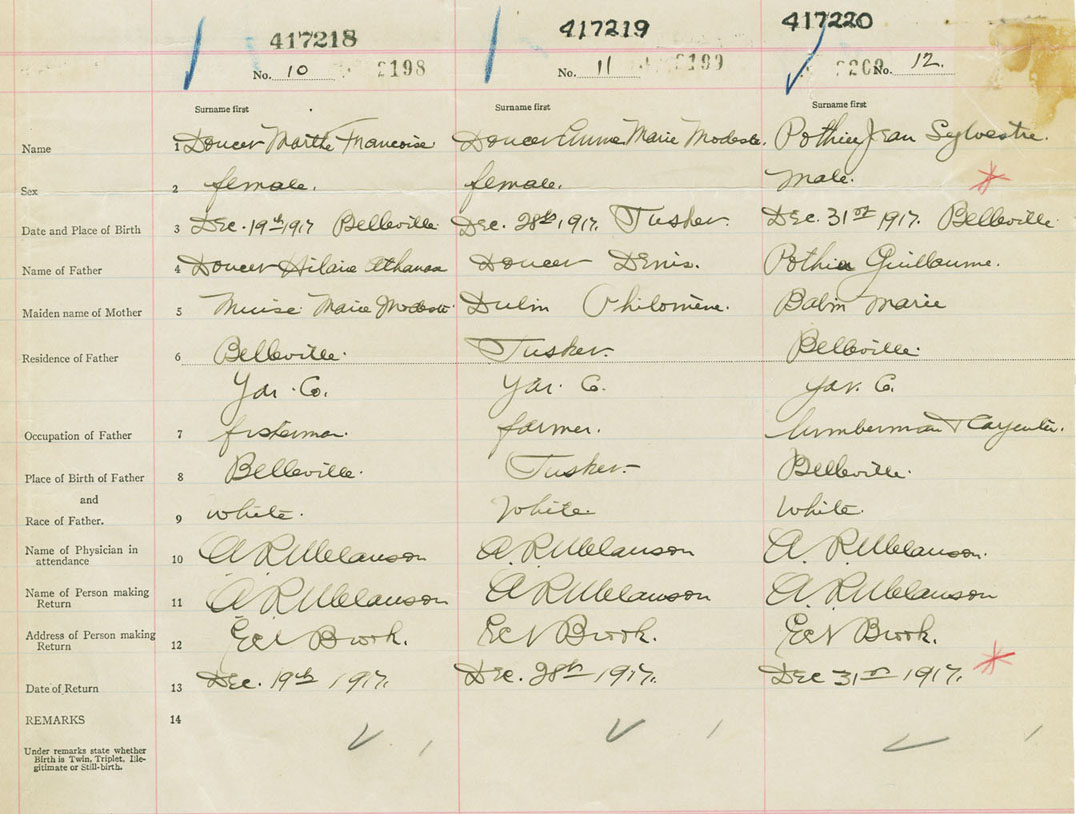 417218 417219 417220
No. 10 2198 No. 11 2199 2200 No. 12.
Surname first Surname first Surname first
Name 1 Doucet Marthe Francoise Doucet Emma Marie Modeste. Pothier Jean Sylvestre.
Sex 2 female. female. Male.
Date and Place of Birth 3 Dec. 19th 1917 Belleville. Dec. 28th 1917. Tusket. Dec. 31st 1917. Belleville.
Name of Father 4 Doucet Hilaire Doucet Denis. Pothier Guillaume.
Maiden name of Mother 5 Muise Marie Modeste. Philomène. Babin Marie
Residence of Father 6 Belleville. Tusket. Belleville.
Yar. Co. Yar. Co. Yar. Co.
Occupation of Father 7 fisherman. farmer. Lumberman & Carpenter.
Place of Birth of Father 8 Belleville. Tusket. Belleville.
and
Race of Father. 9 white. White. White.
Name of Physician in
attendance 10 A. R. Melanson A. R. Melanson A. R. Melanson.
Name of Person making
Return 11 A. R. Melanson A. R. Melanson A. R. Melanson
Address of Person making
Return 12 Eel Brook. Eel Brook. Eel Brook.
Date of Return 13 Dec. 19th 1917. Dec. 28th 1917. Dec 31st 1917.
REMARKS 14
Under remarks state whether
Birth is Twin, Triplet, Ille-
gitimate or Still-birth.